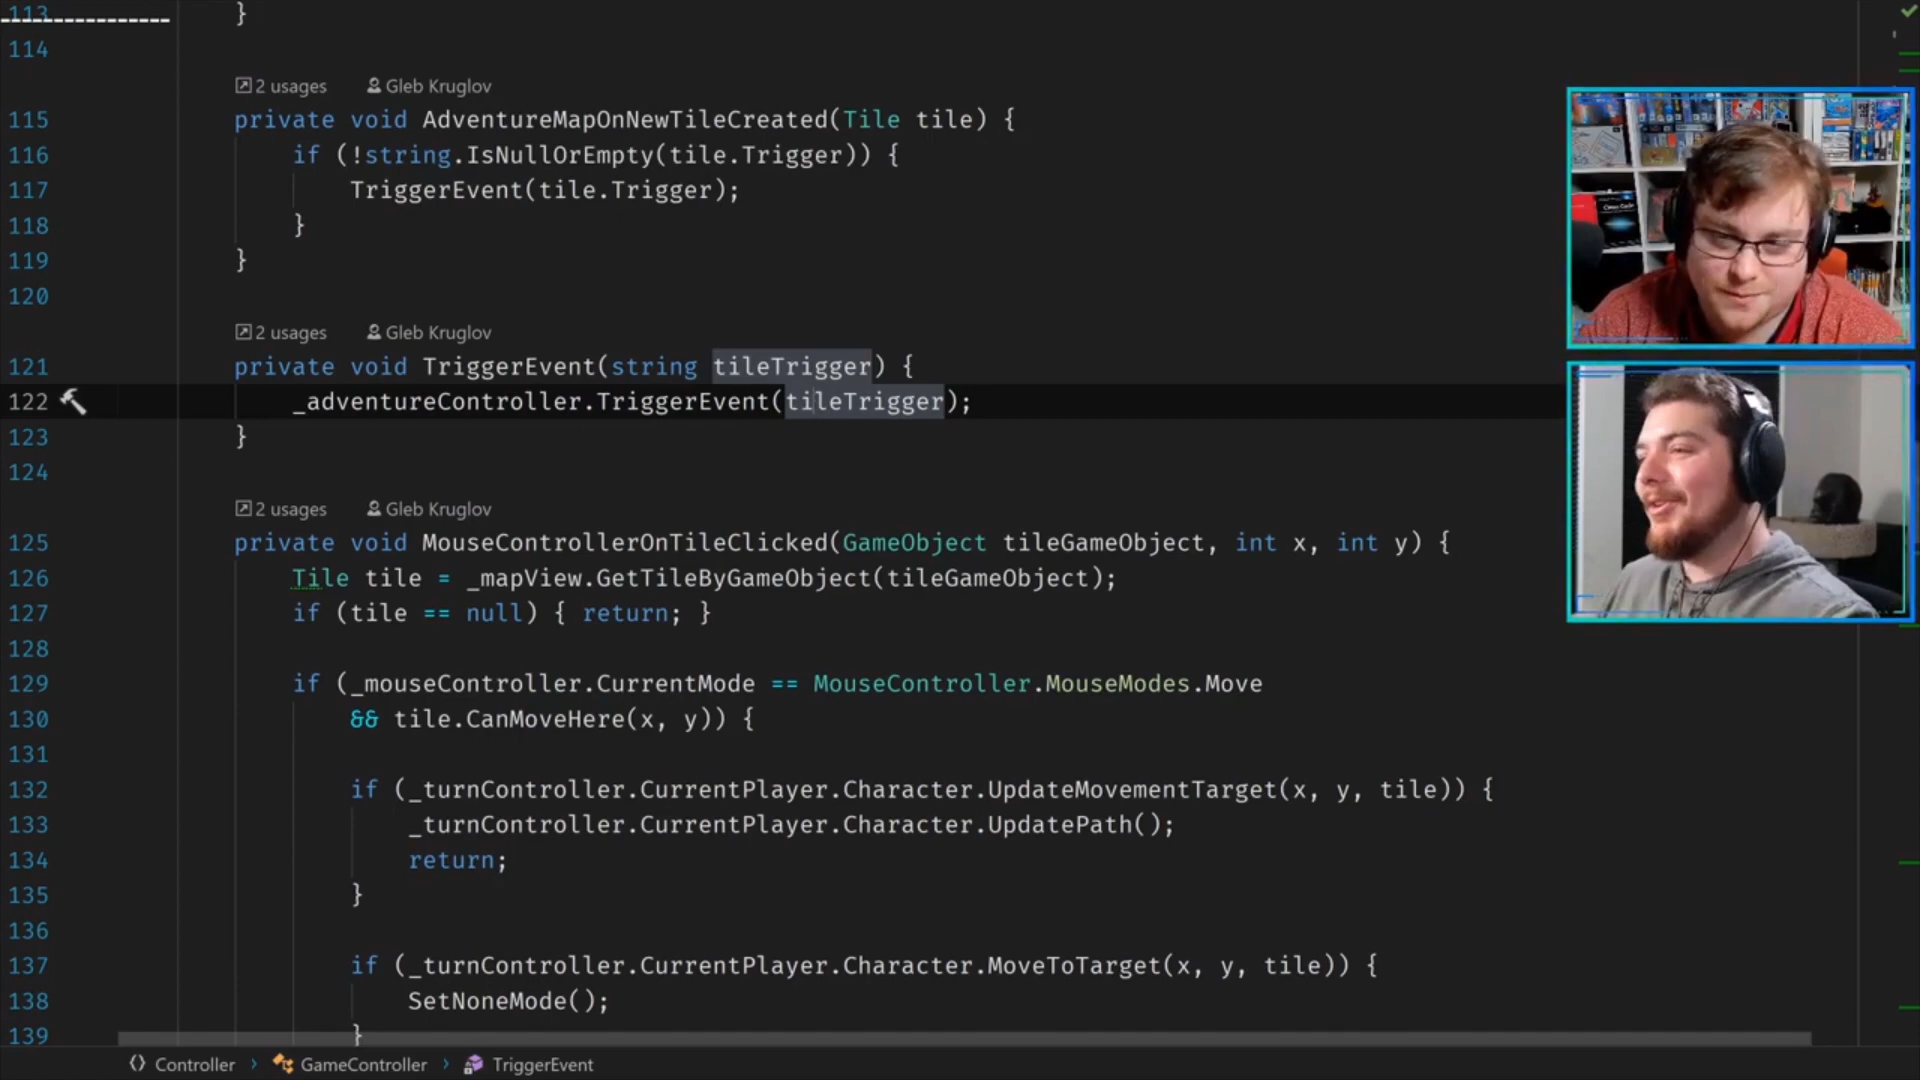 113 }
114
2 usages Gleb Kruglov
115 private void AdventureMapOnNewTileCreated(Tile tile) {
116 if (!string.IsNullOrEmpty(tile.Trigger)) {
117 TriggerEvent(tile.Trigger);
118 }
119 }
120
2 usages Gleb Kruglov
121 private void TriggerEvent(string tileTrigger) {
122 _adventureController.TriggerEvent(tileTrigger);
123 }
124
2 usages Gleb Kruglov
125 private void MouseControllerOnTileClicked(GameObject tileGameObject, int x, int y) {
126 Tile tile = _mapView.GetTileByGameObject(tileGameObject);
127 if (tile == null) { return; }
128
129 if (_mouseController.CurrentMode == MouseController.MouseModes.Move
130 && tile.CanMoveHere(x, y)) {
131
132 if (_turnController.CurrentPlayer.Character.UpdateMovementTarget(x, y, tile)) {
133 _turnController.CurrentPlayer.Character.UpdatePath();
134 return;
135 }
136
137 if (_turnController.CurrentPlayer.Character.MoveToTarget(x, y, tile)) {
138 SetNoneMode();
139 }
Controller › GameController › TriggerEvent